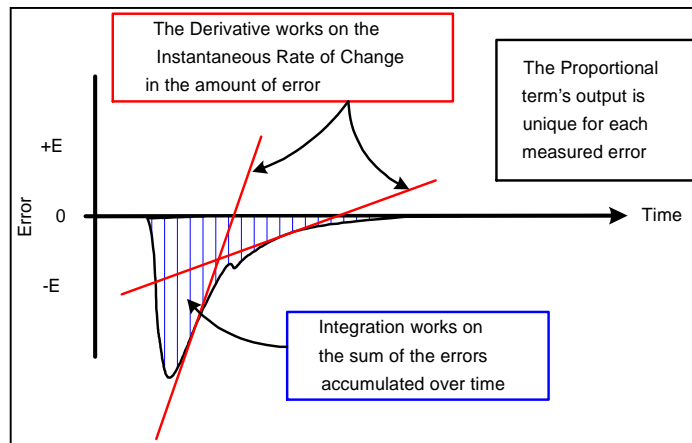 The Derivative works on the
Instantaneous Rate of Change
in the amount of error
The Proportional
term's output is
unique for each
measured error
+E
0
-E
Error
Time
Integration works on
the sum of the errors
accumulated over time